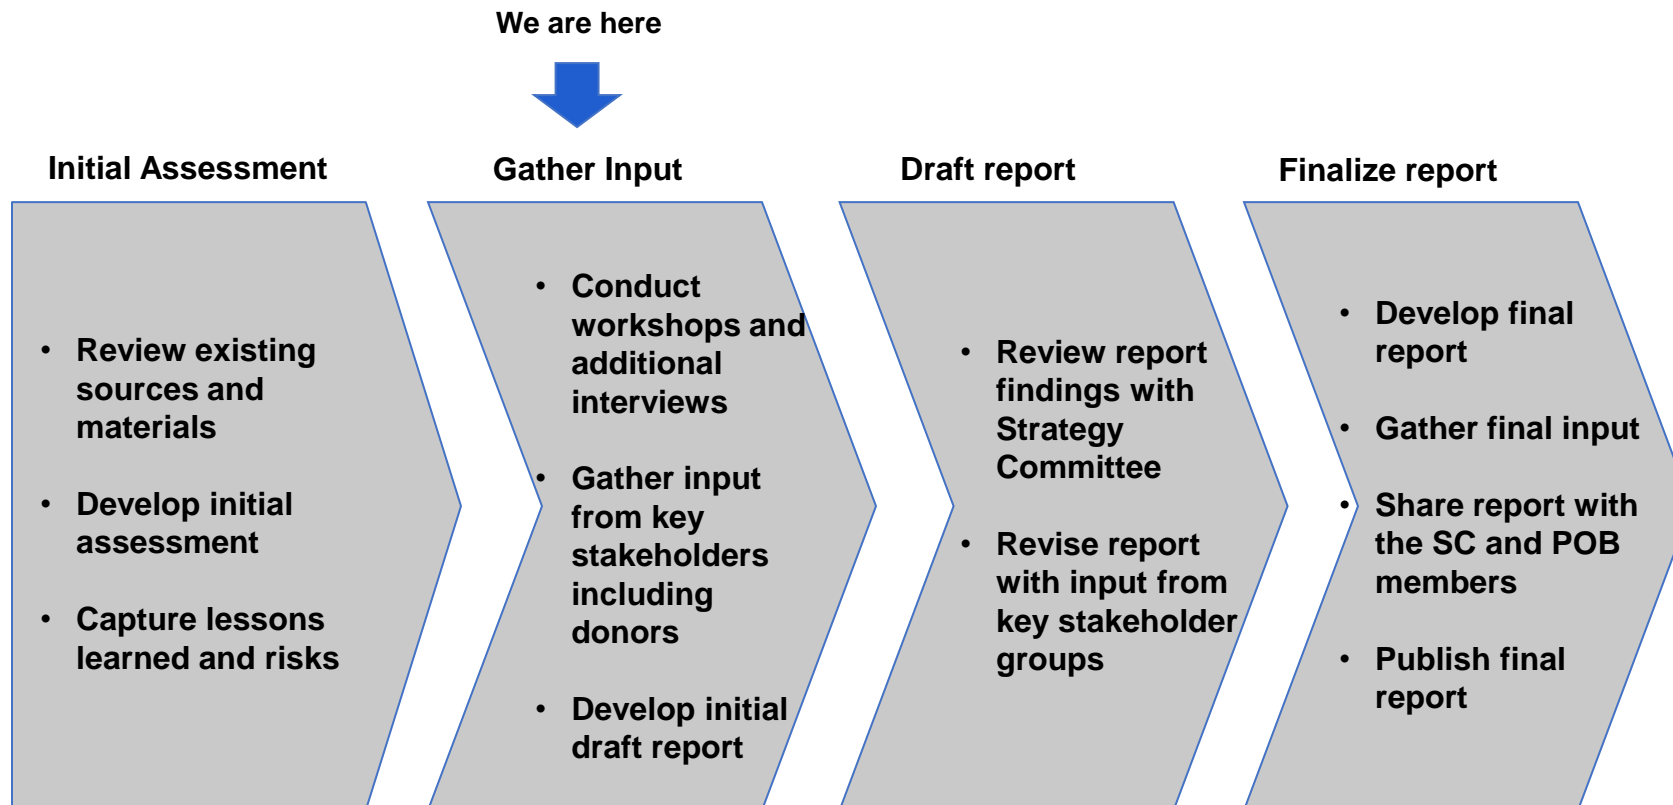 We are here
Initial Assessment
• Review existing
sources and
materials
• Develop initial
assessment
• Capture lessons
learned and risks
Gather Input
• Conduct
workshops and
additional
interviews
• Gather input
from key
stakeholders
including
donors
• Develop initial
draft report
Draft report
• Review report
findings with
Strategy
Committee
• Revise report
with input from
key stakeholder
groups
Finalize report
• Develop final
report
• Gather final input
• Share report with
the SC and POB
members
• Publish final
report